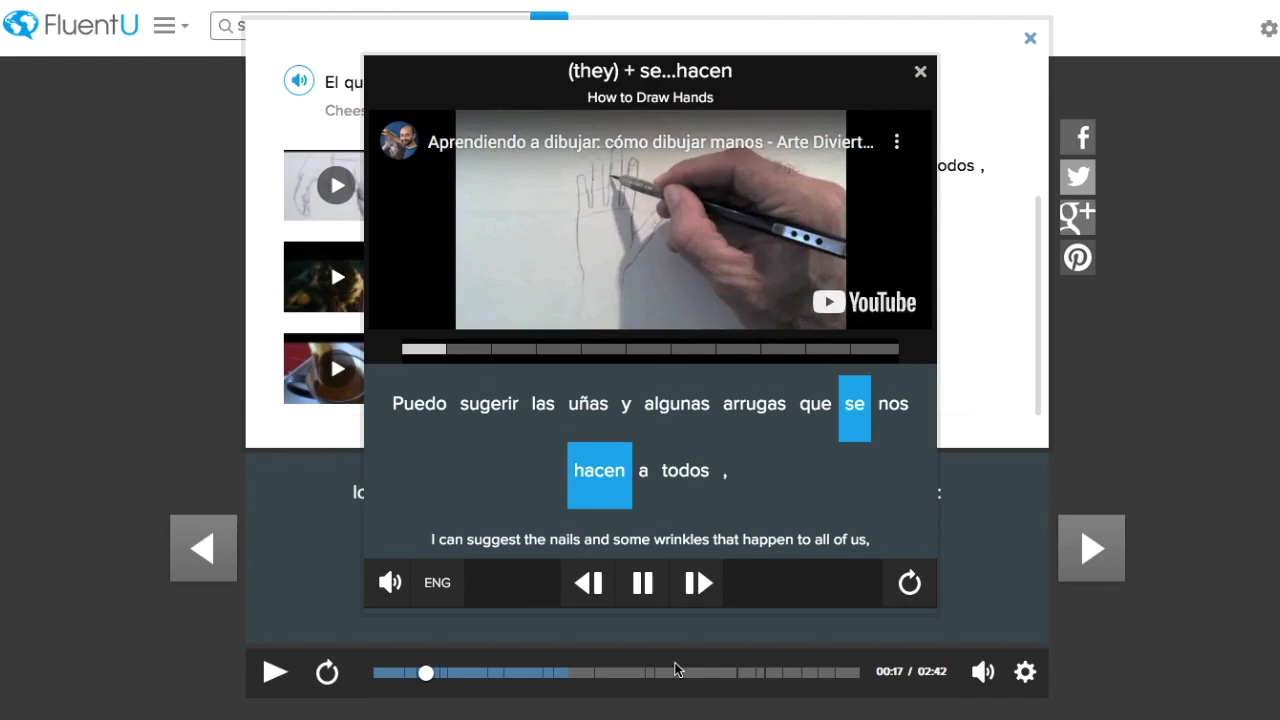 FluentU
S
El qu
Chees
(they) + se...hacen
How to Draw Hands
Aprendiendo a dibujar: cómo dibujar manos - Arte Diviert...
YouTube
odos ,
Puedo sugerir las uñas y algunas arrugas que se nos
hacen a todos ,
lo
:
I can suggest the nails and some wrinkles that happen to all of us,
ENG
00:17 / 02:42
f
g+